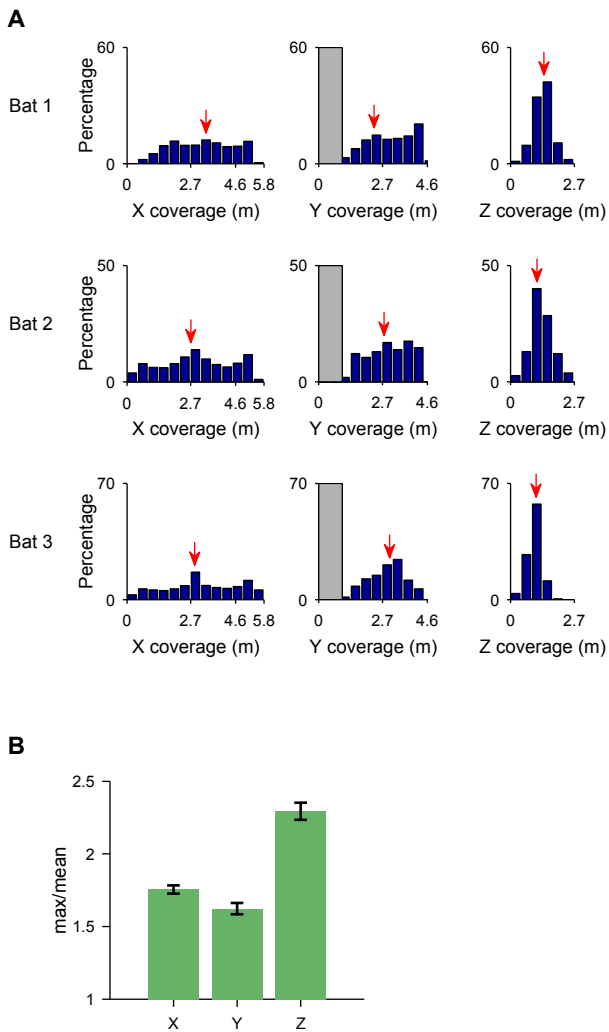 A
Bat 1
Percentage
60
0
0 2.7 4.6 5.8
X coverage (m)
60
0
0 2.7 4.6
Y coverage (m)
60
0
0 2.7
Z coverage (m)
Bat 2
Percentage
50
0
0 2.7 4.6 5.8
X coverage (m)
50
0
0 2.7 4.6
Y coverage (m)
50
0
0 2.7
Z coverage (m)
Bat 3
Percentage
70
0
0 2.7 4.6 5.8
X coverage (m)
70
0
0 2.7 4.6
Y coverage (m)
70
0
0 2.7
Z coverage (m)
B
max/mean
2.5
2
1.5
1
X Y Z